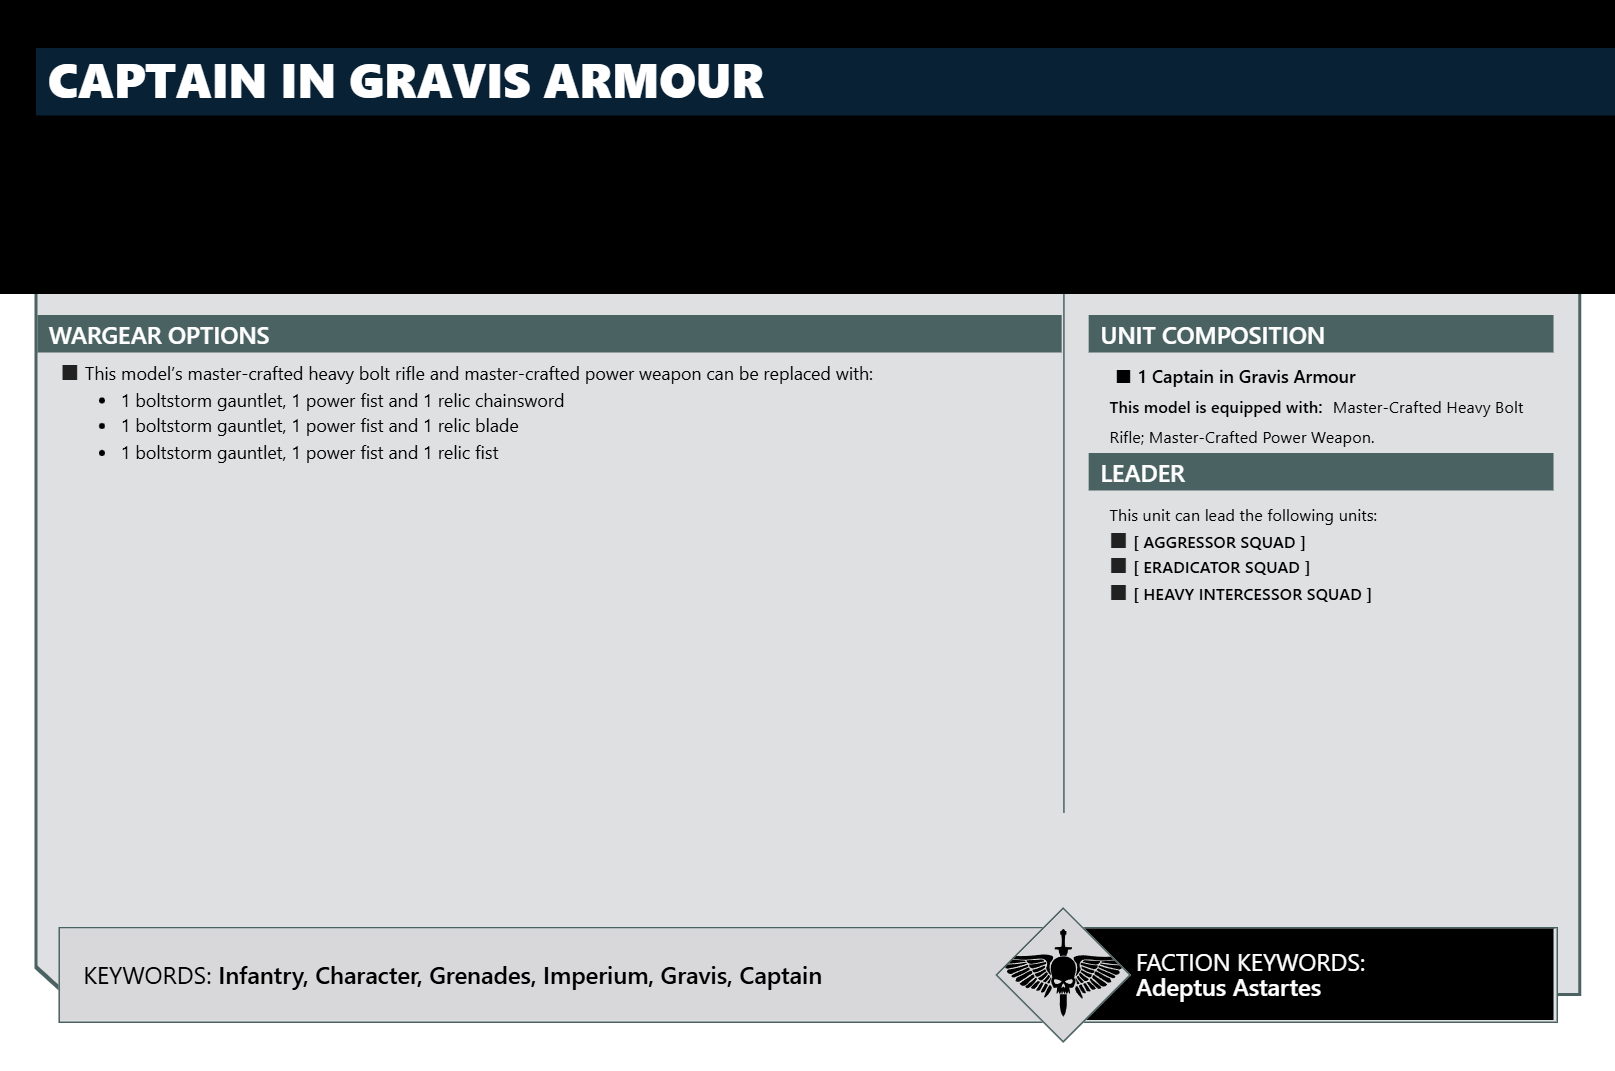 CAPTAIN IN GRAVIS ARMOUR
WARGEAR OPTIONS
■ This model’s master-crafted heavy bolt rifle and master-crafted power weapon can be replaced with:
• 1 boltstorm gauntlet, 1 power fist and 1 relic chainsword
• 1 boltstorm gauntlet, 1 power fist and 1 relic blade
• 1 boltstorm gauntlet, 1 power fist and 1 relic fist
UNIT COMPOSITION
■ 1 Captain in Gravis Armour
This model is equipped with: Master-Crafted Heavy Bolt
Rifle; Master-Crafted Power Weapon.
LEADER
This unit can lead the following units:
■ [ AGGRESSOR SQUAD ]
■ [ ERADICATOR SQUAD ]
■ [ HEAVY INTERCESSOR SQUAD ]
KEYWORDS: Infantry, Character, Grenades, Imperium, Gravis, Captain
FACTION KEYWORDS:
Adeptus Astartes